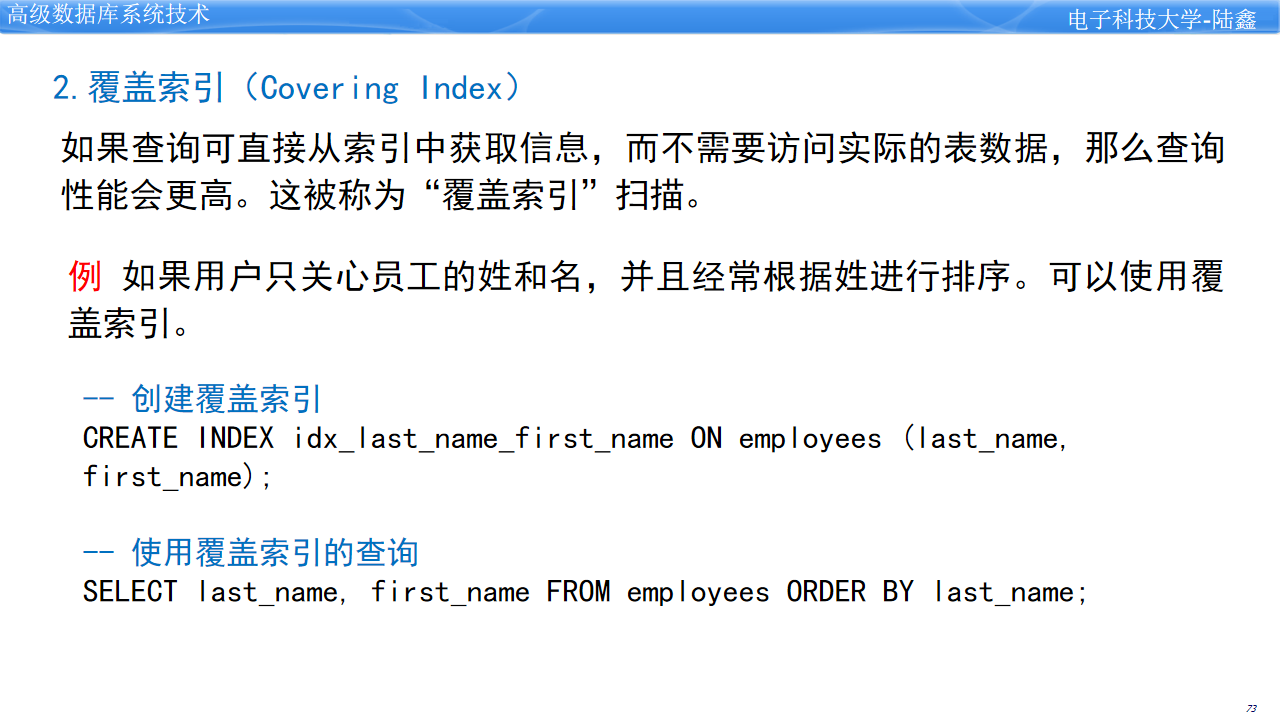 高级数据库系统技术
电子科技大学-陆鑫
2.覆盖索引（Covering Index）
如果查询可直接从索引中获取信息，而不需要访问实际的表数据，那么查询
性能会更高。这被称为“覆盖索引”扫描。
例 如果用户只关心员工的姓和名，并且经常根据姓进行排序。可以使用覆
盖索引。
-- 创建覆盖索引
CREATE INDEX idx_last_name_first_name ON employees (last_name,
first_name);
-- 使用覆盖索引的查询
SELECT last_name, first_name FROM employees ORDER BY last_name;
73